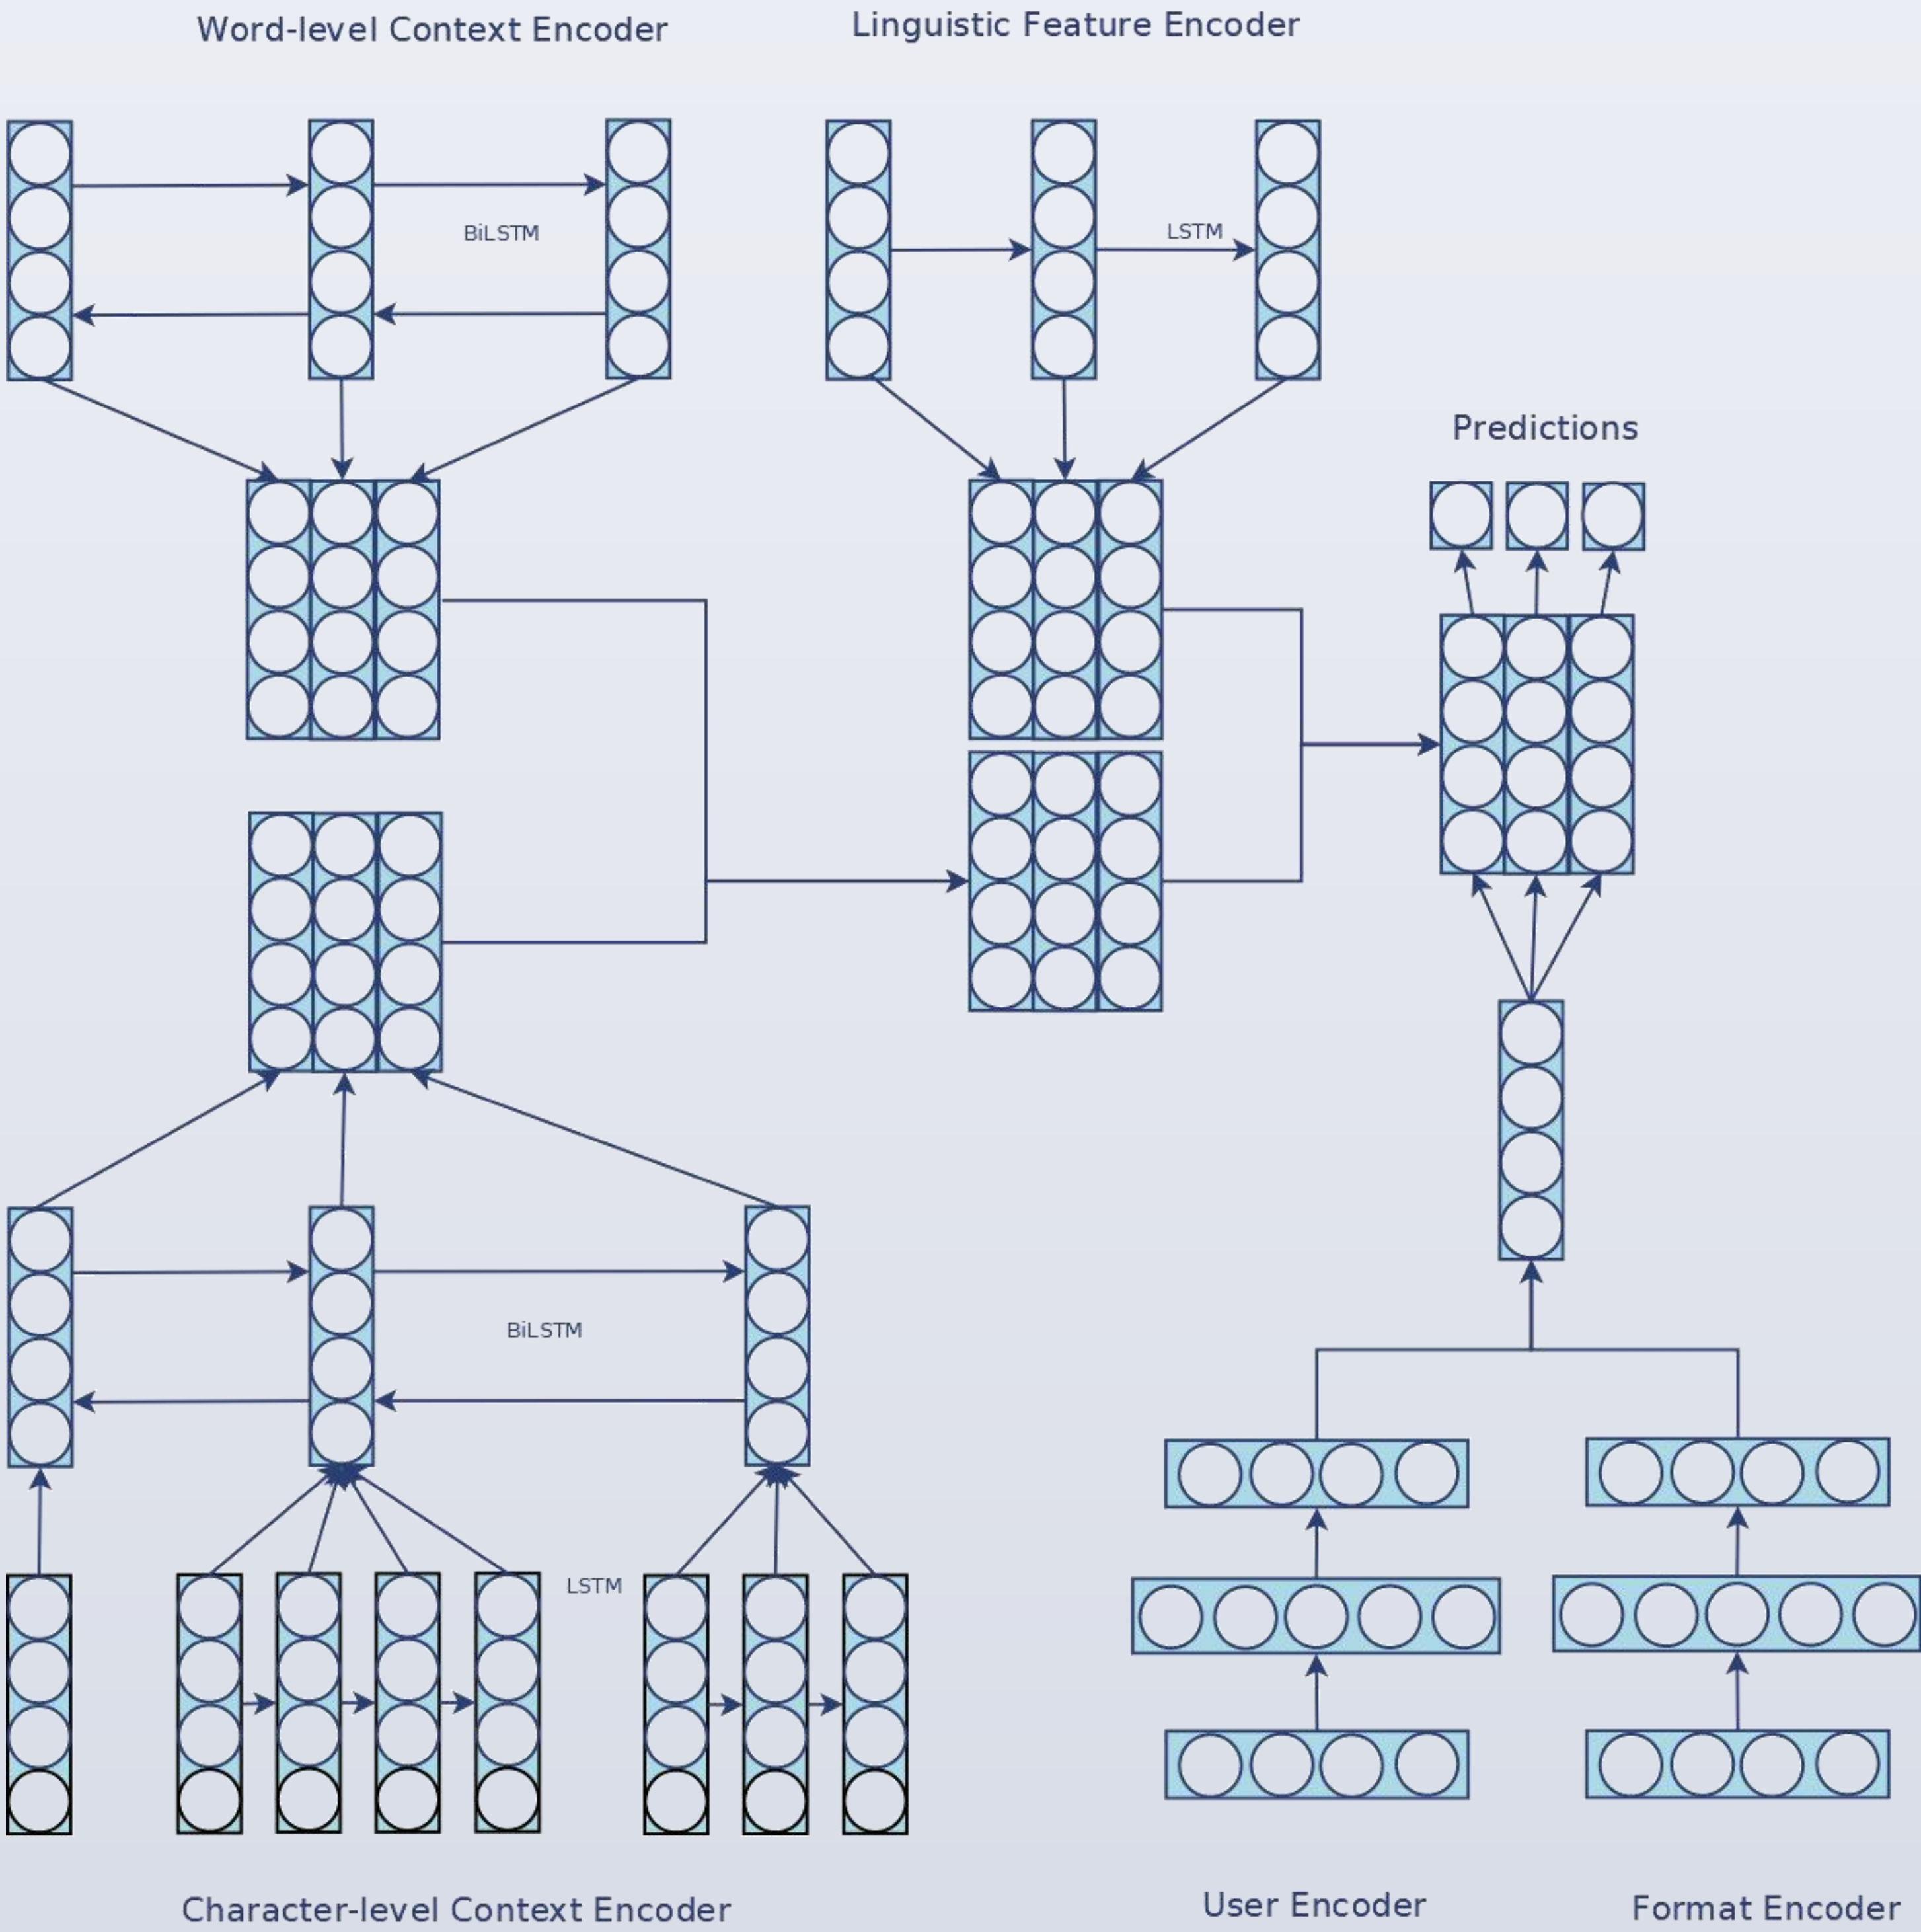 Word-level Context Encoder
Linguistic Feature Encoder
BiLSTM
LSTM
Predictions
BiLSTM
LSTM
Character-level Context Encoder
User Encoder
Format Encoder